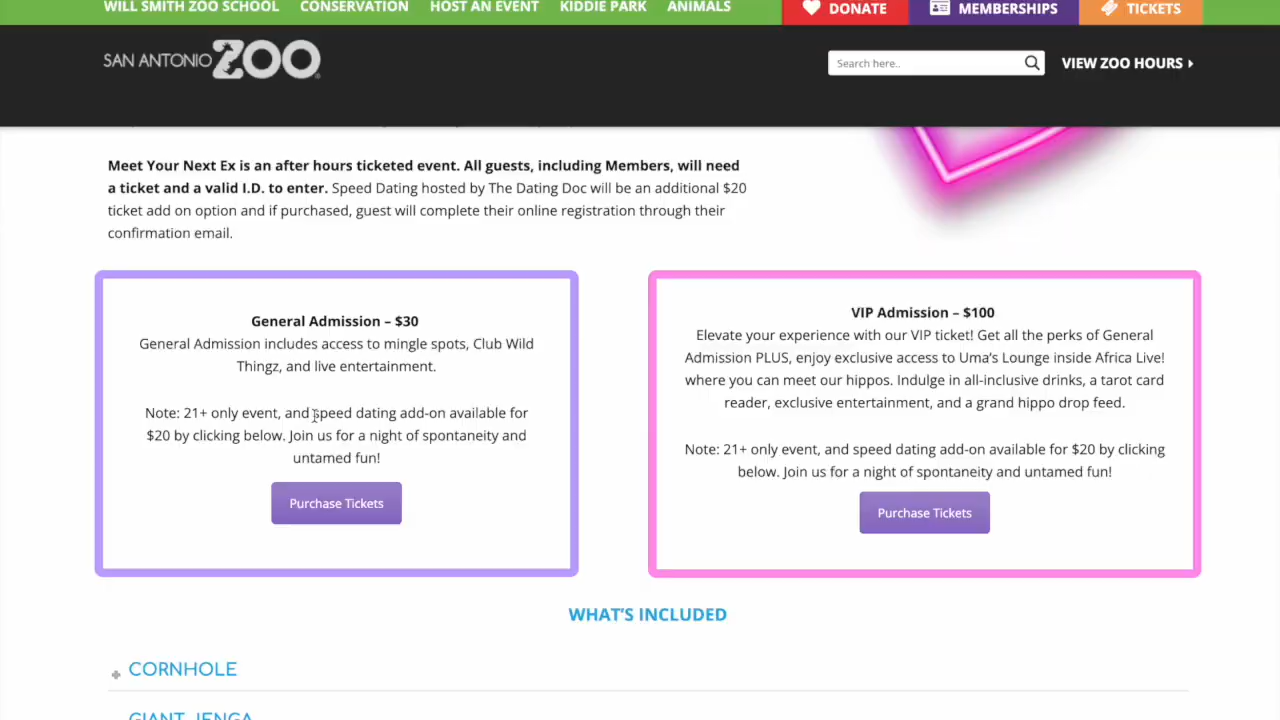 WILL SMITH ZOO SCHOOL CONSERVATION HOST AN EVENT KIDDIE PARK ANIMALS DONATE MEMBERSHIPS TICKETS
SAN ANTONIO ZOO Search here.. VIEW ZOO HOURS
Meet Your Next Ex is an after hours ticketed event. All guests, including Members, will need
a ticket and a valid I.D. to enter. Speed Dating hosted by The Dating Doc will be an additional $20
ticket add on option and if purchased, guest will complete their online registration through their
confirmation email.
General Admission – $30
General Admission includes access to mingle spots, Club Wild
Thingz, and live entertainment.
Note: 21+ only event, and speed dating add-on available for
$20 by clicking below. Join us for a night of spontaneity and
untamed fun!
Purchase Tickets
VIP Admission – $100
Elevate your experience with our VIP ticket! Get all the perks of General
Admission PLUS, enjoy exclusive access to Uma's Lounge inside Africa Live!
where you can meet our hippos. Indulge in all-inclusive drinks, a tarot card
reader, exclusive entertainment, and a grand hippo drop feed.
Note: 21+ only event, and speed dating add-on available for $20 by clicking
below. Join us for a night of spontaneity and untamed fun!
Purchase Tickets
WHAT'S INCLUDED
CORNHOLE
GIANT JENGA